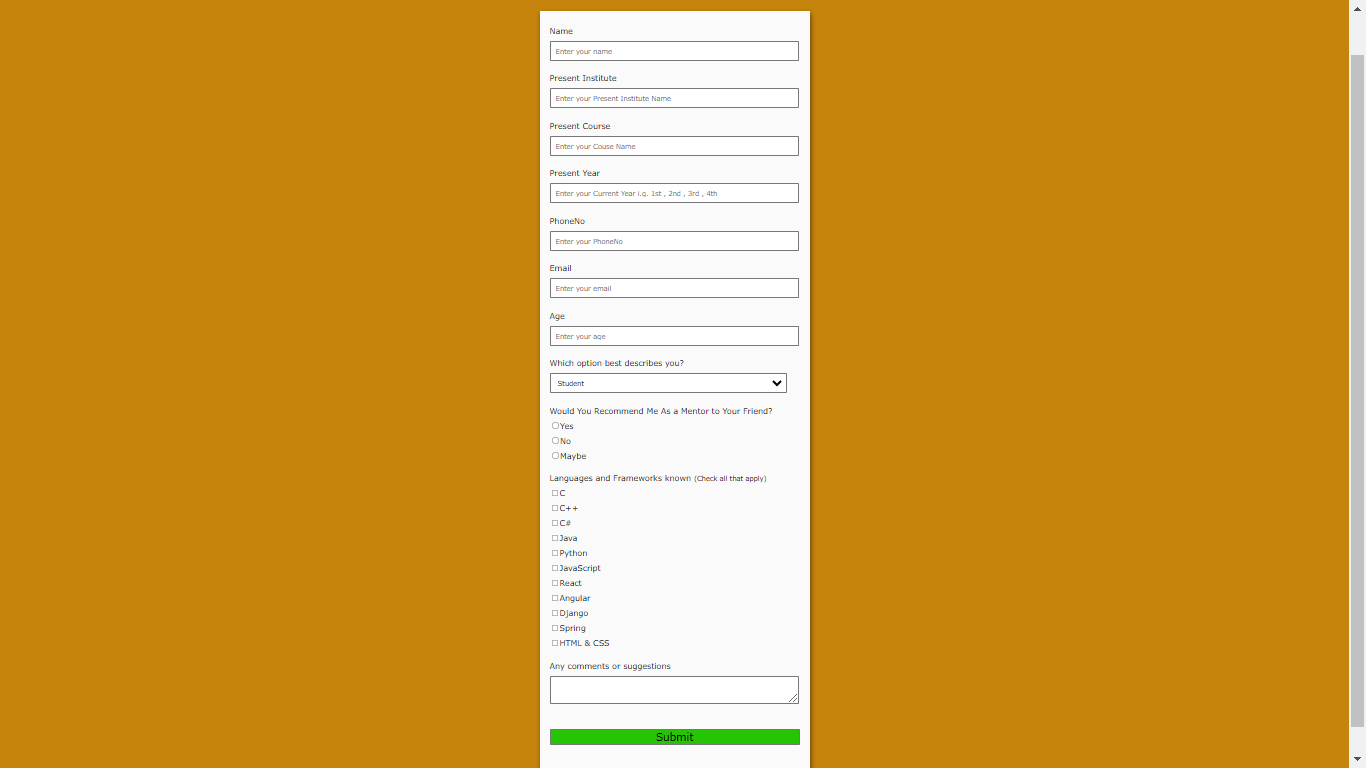 Name
Enter your name
Present Institute
Enter your Present Institute Name
Present Course
Enter your Couse Name
Present Year
Enter your Current Year i.g. 1st , 2nd , 3rd , 4th
PhoneNo
Enter your PhoneNo
Email
Enter your email
Age
Enter your age
Which option best describes you?
Student
Would You Recommend Me As a Mentor to Your Friend?
Yes
No
Maybe
Languages and Frameworks known (Check all that apply)
C
C++
C#
Java
Python
JavaScript
React
Angular
Django
Spring
HTML & CSS
Any comments or suggestions
Submit